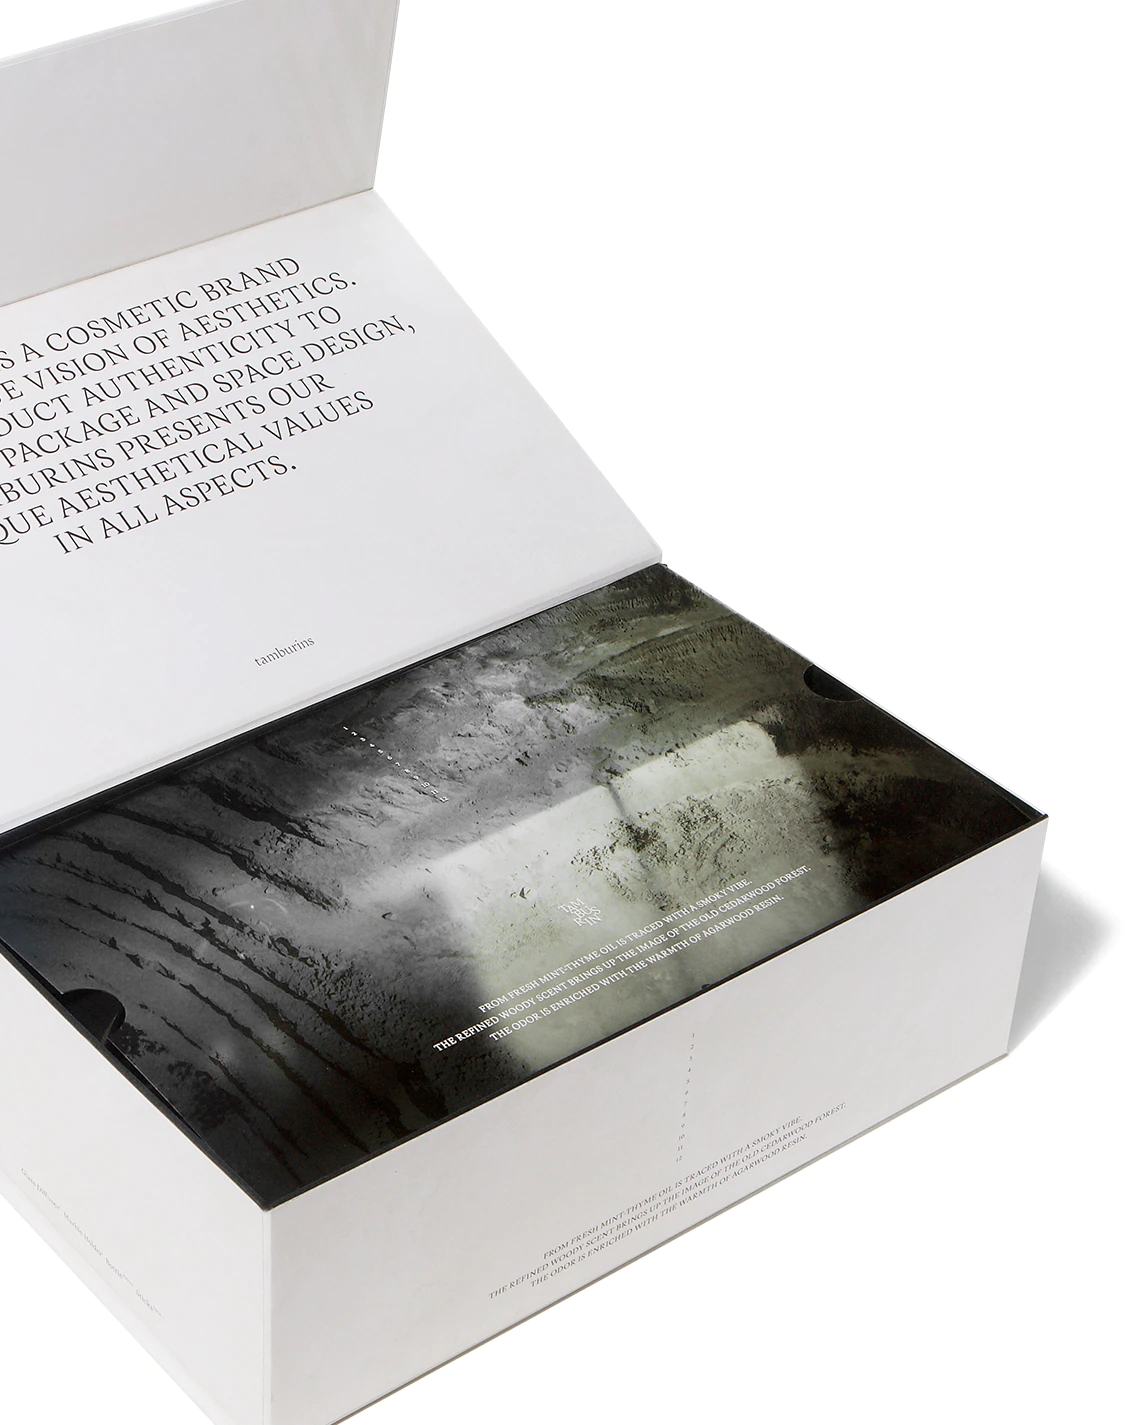 S A COSMETIC BRAND
E VISION OF AESTHETICS.
DUCT AUTHENTICITY TO
PACKAGE AND SPACE DESIGN,
BURINS PRESENTS OUR
QUE AESTHETICAL VALUES
IN ALL ASPECTS.
tamburins
TAM
BUS
RIN
FROM FRESH MINT-THYME OIL IS TRACED WITH A SMOKY VIBE.
THE REFINED WOODY SCENT BRINGS UP THE IMAGE OF THE OLD CEDARWOOD FOREST.
THE ODOR IS ENRICHED WITH THE WARMTH OF AGARWOOD RESIN.
FROM FRESH MINT-THYME OIL IS TRACED WITH A SMOKY VIBE.
THE REFINED WOODY SCENT BRINGS UP THE IMAGE OF THE OLD CEDARWOOD FOREST.
THE ODOR IS ENRICHED WITH THE WARMTH OF AGARWOOD RESIN.